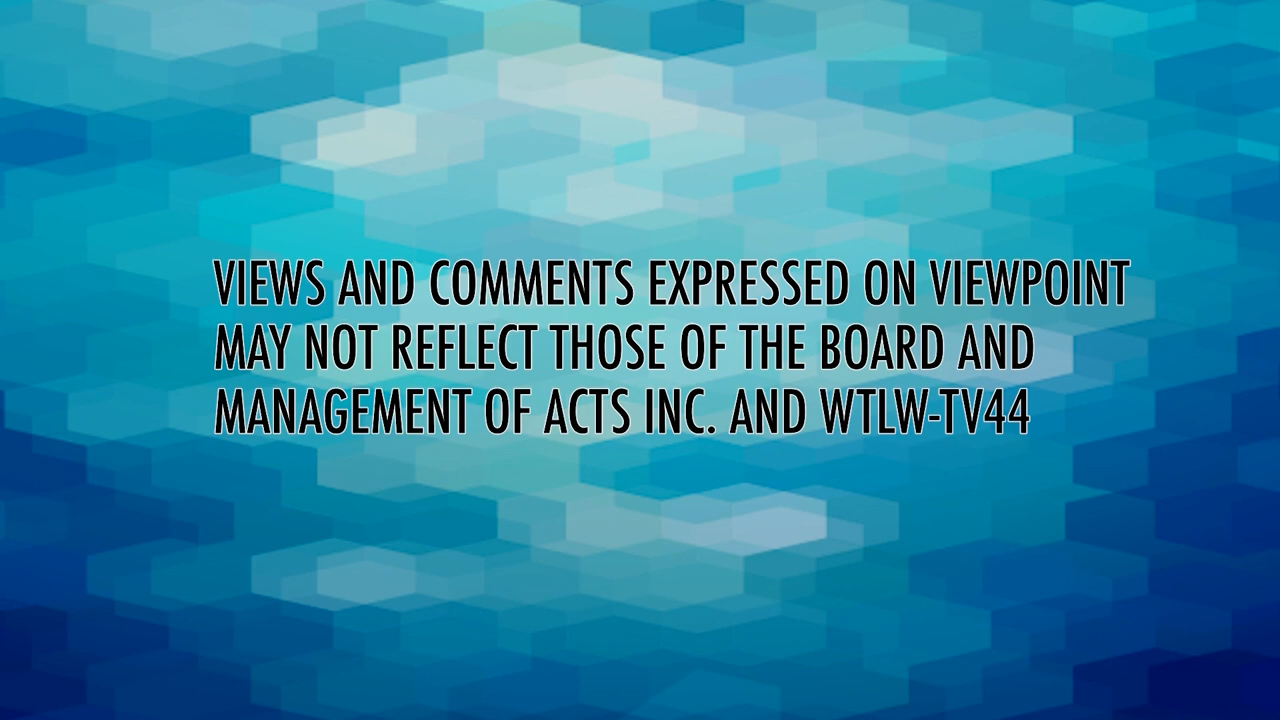 VIEWS AND COMMENTS EXPRESSED ON VIEWPOINT
MAY NOT REFLECT THOSE OF THE BOARD AND
MANAGEMENT OF ACTS INC. AND WTLW-TV44